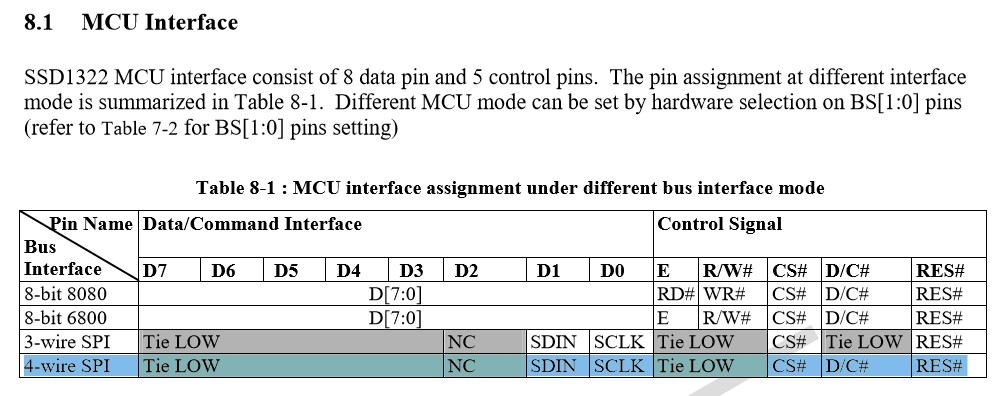 8.1 MCU Interface
SSD1322 MCU interface consist of 8 data pin and 5 control pins. The pin assignment at different interface
mode is summarized in Table 8-1. Different MCU mode can be set by hardware selection on BS[1:0] pins
(refer to Table 7-2 for BS[1:0] pins setting)
Table 8-1 : MCU interface assignment under different bus interface mode
Pin Name Data/Command Interface Control Signal
Bus
Interface D7 D6 D5 D4 D3 D2 D1 D0 E R/W# CS# D/C# RES#
8-bit 8080 D[7:0] RD# WR# CS# D/C# RES#
8-bit 6800 D[7:0] E R/W# CS# D/C# RES#
3-wire SPI Tie LOW NC SDIN SCLK Tie LOW CS# Tie LOW RES#
4-wire SPI Tie LOW NC SDIN SCLK Tie LOW CS# D/C# RES#